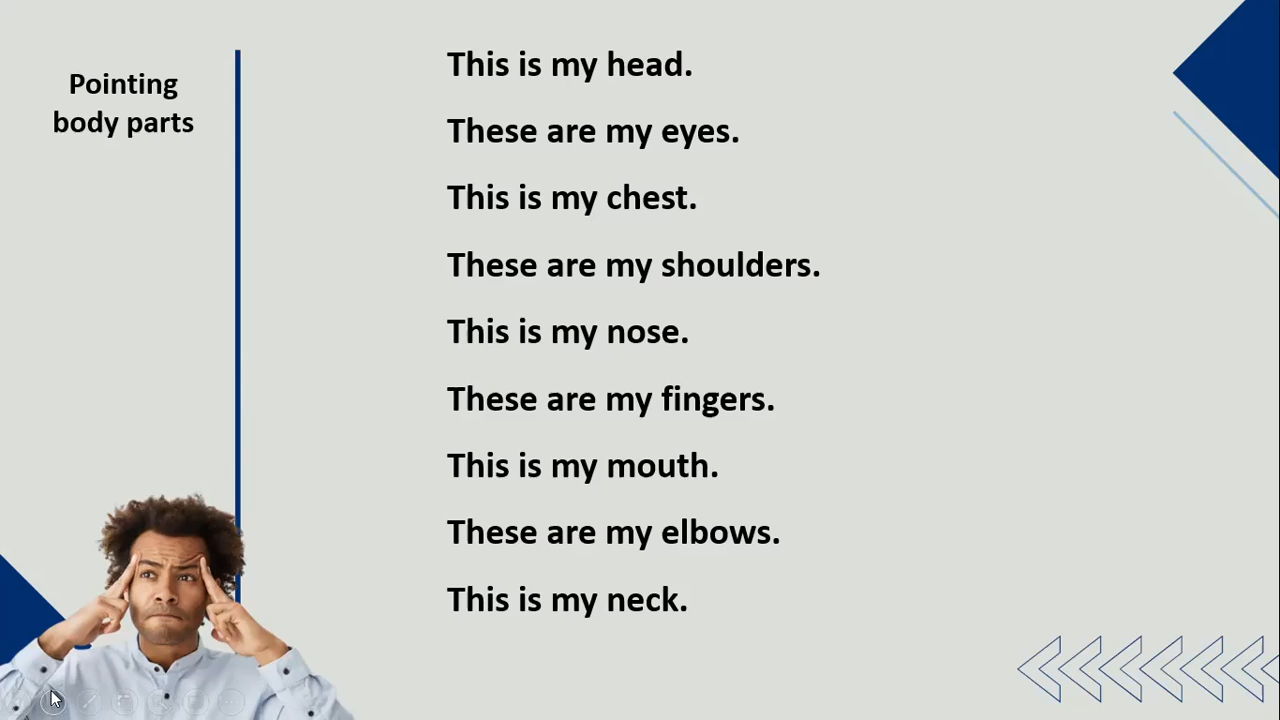 Pointing
body parts
This is my head.
These are my eyes.
This is my chest.
These are my shoulders.
This is my nose.
These are my fingers.
This is my mouth.
These are my elbows.
This is my neck.